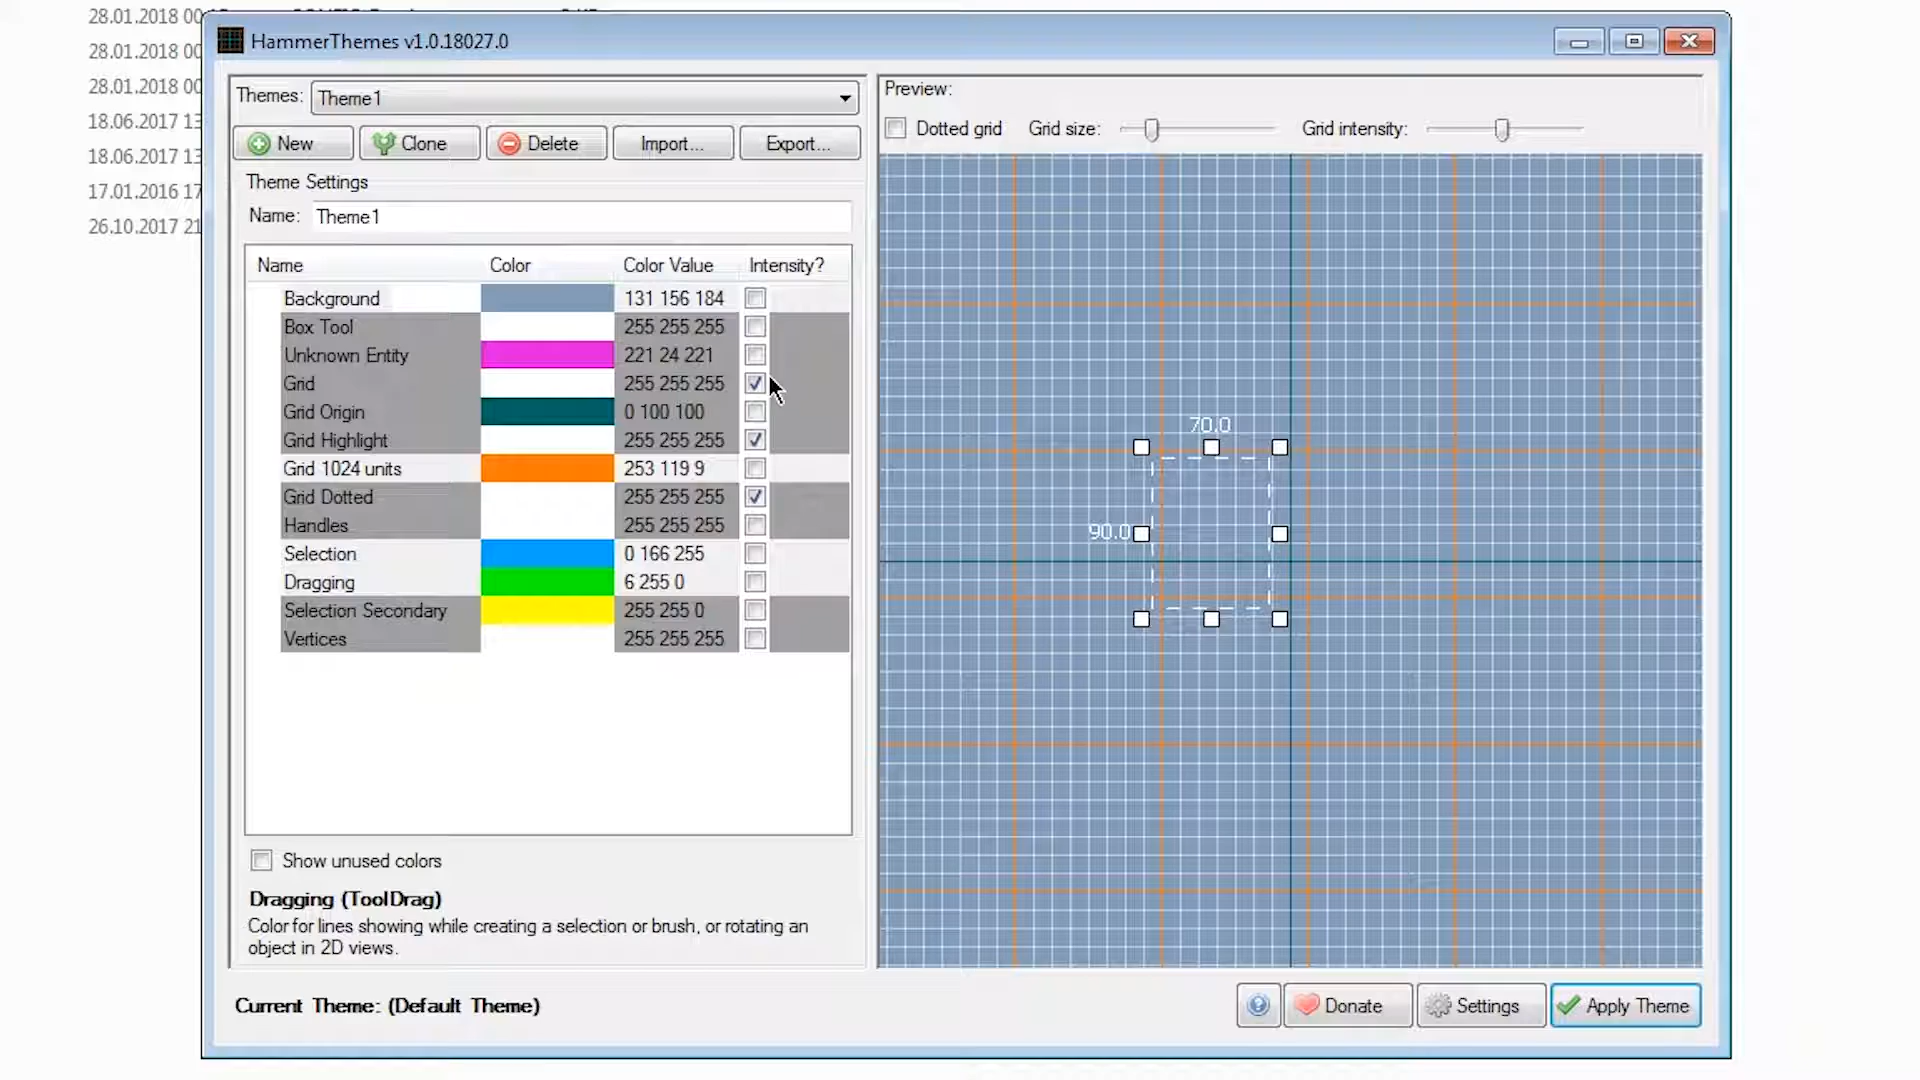 28.01.2018 00
28.01.2018 00
28.01.2018 00
18.06.2017 13
18.06.2017 13
17.01.2016 17
26.10.2017 21
HammerThemes v1.0.18027.0
Themes: Theme1
New Clone Delete Import... Export...
Theme Settings
Name: Theme1
Name Color Color Value Intensity?
Background 131 156 184
Box Tool 255 255 255
Unknown Entity 221 24 221
Grid 255 255 255
Grid Origin 0 100 100
Grid Highlight 255 255 255
Grid 1024 units 253 119 9
Grid Dotted 255 255 255
Handles 255 255 255
Selection 0 166 255
Dragging 6 255 0
Selection Secondary 255 255 0
Vertices 255 255 255
Show unused colors
Dragging (ToolDrag)
Color for lines showing while creating a selection or brush, or rotating an
object in 2D views.
Preview:
Dotted grid Grid size: Grid intensity:
70.0
90.0
Current Theme: (Default Theme)
Donate Settings Apply Theme